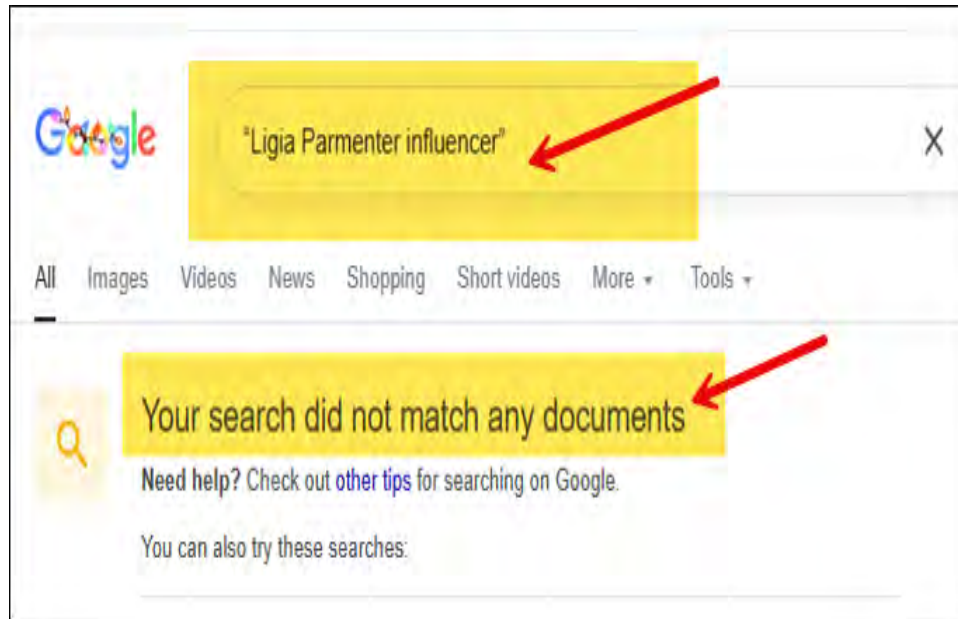 Google
“Ligia Parmenter influencer”
All Images Videos News Shopping Short videos More Tools
Your search did not match any documents
Need help? Check out other tips for searching on Google.
You can also try these searches: